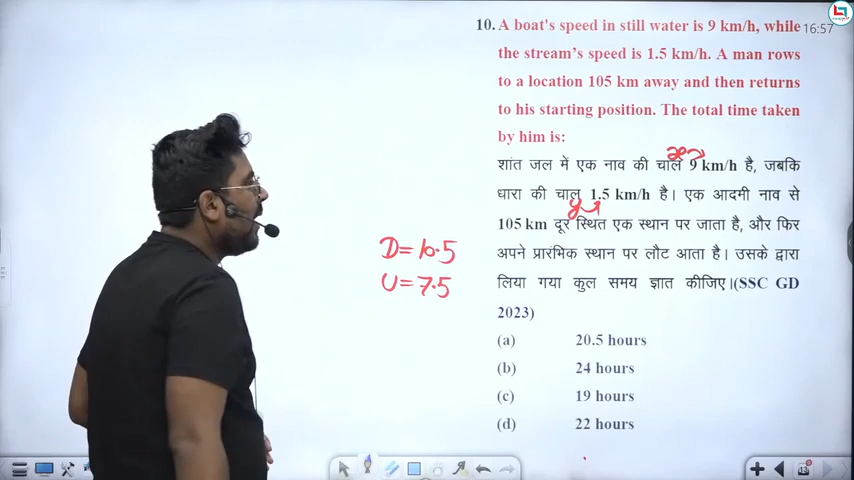 16:57
10. A boat's speed in still water is 9 km/h, while
the stream's speed is 1.5 km/h. A man rows
to a location 105 km away and then returns
to his starting position. The total time taken
by him is:
x
शांत जल में एक नाव की चाल 9 km/h है, जबकि
धारा की चाल 1.5 km/h है। एक आदमी नाव से
y
105 km दूर स्थित एक स्थान पर जाता है, और फिर
अपने प्रारंभिक स्थान पर लौट आता है। उसके द्वारा
लिया गया कुल समय ज्ञात कीजिए।(SSC GD
2023)
D= 10.5
U= 7.5
(a) 20.5 hours
(b) 24 hours
(c) 19 hours
(d) 22 hours